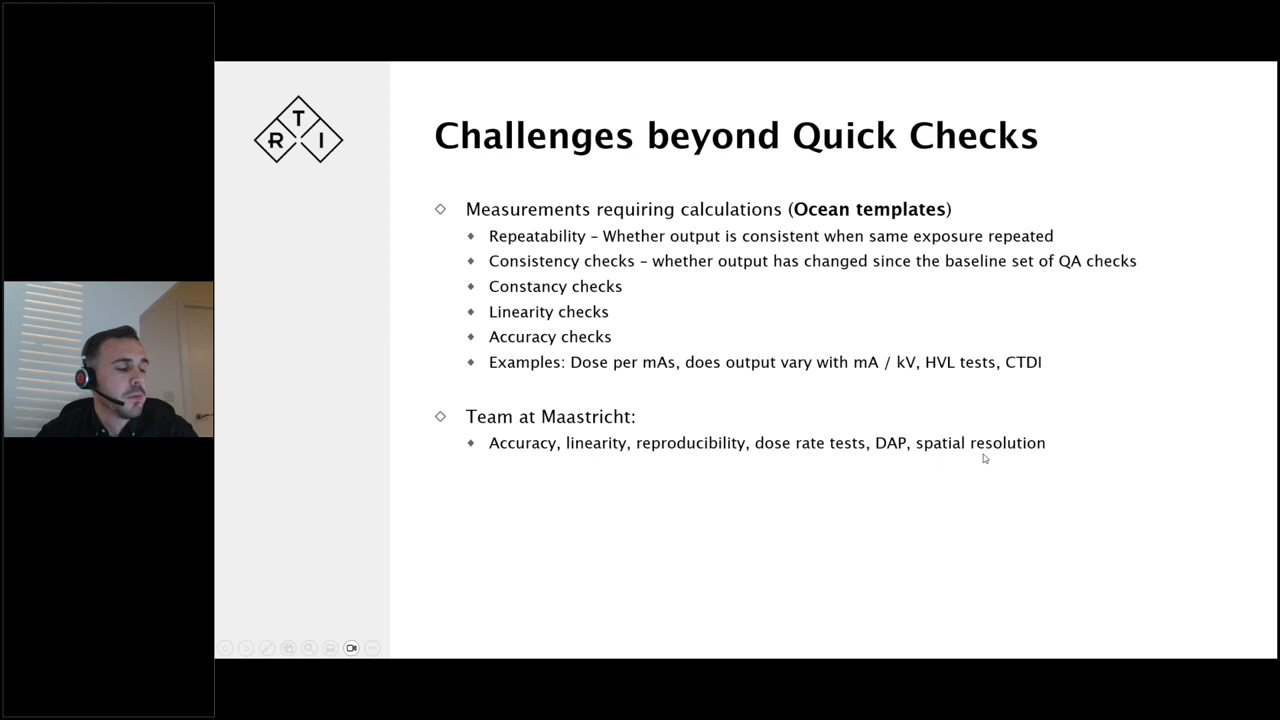 R T I
Challenges beyond Quick Checks
Measurements requiring calculations (Ocean templates)
Repeatability – Whether output is consistent when same exposure repeated
Consistency checks – whether output has changed since the baseline set of QA checks
Constancy checks
Linearity checks
Accuracy checks
Examples: Dose per mAs, does output vary with mA / kV, HVL tests, CTDI
Team at Maastricht:
Accuracy, linearity, reproducibility, dose rate tests, DAP, spatial resolution